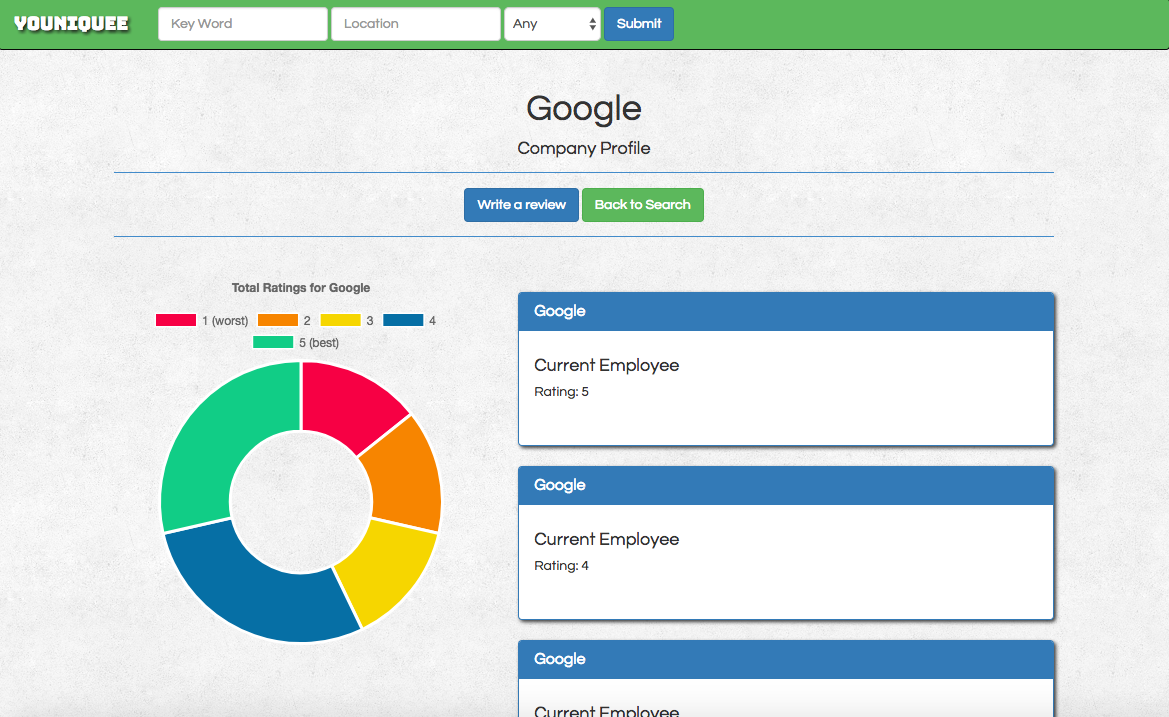 YOUNIQUEE Key Word Location Any Submit
Google
Company Profile
Write a review Back to Search
Total Ratings for Google
1 (worst) 2 3 4
5 (best)
Google
Current Employee
Rating: 5
Google
Current Employee
Rating: 4
Google
Current Employee